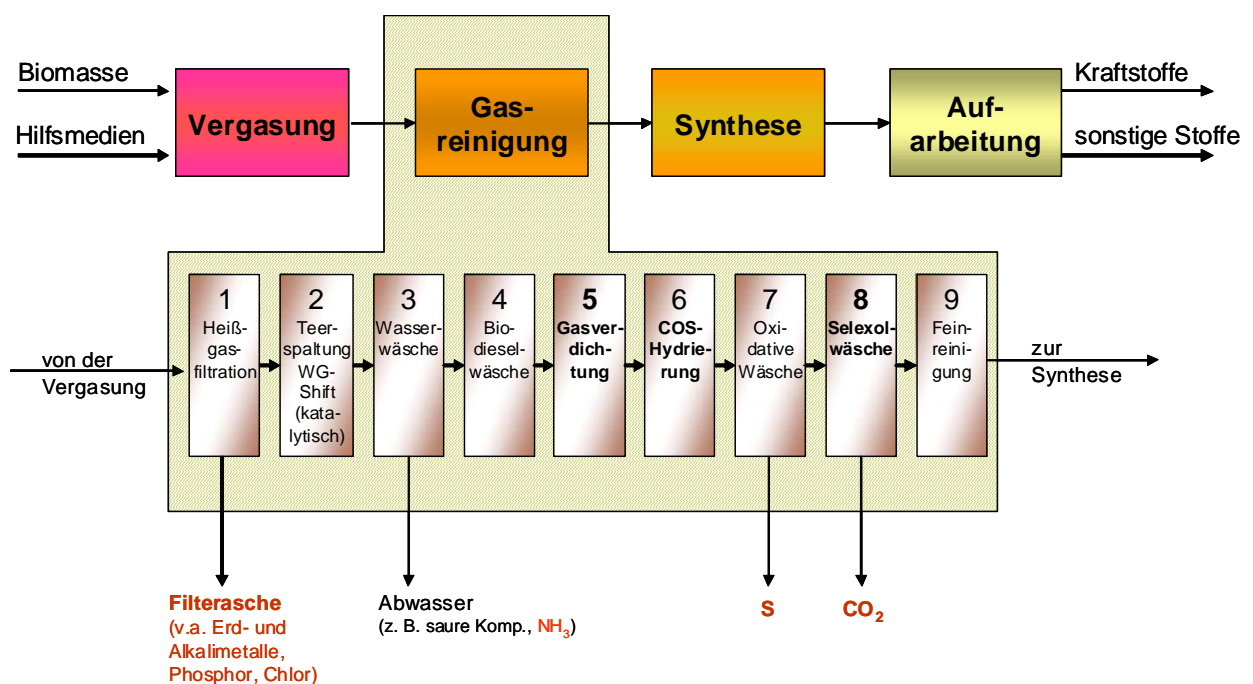 Biomasse
Hilfsmedien
Vergasung
Gas-
reinigung
Synthese
Auf-
arbeitung
Kraftstoffe
sonstige Stoffe
von der
Vergasung
1
Heiß-
gas-
filtration
2
Teer-
spaltung
WG-
Shift
(kata-
lytisch)
3
Wasser-
wäsche
4
Bio-
diesel-
wäsche
5
Gasver-
dich-
tung
6
COS-
Hydrie-
rung
7
Oxi-
dative
Wäsche
8
Selexol-
wäsche
9
Fein-
reini-
gung
zur
Synthese
Filterasche
(v.a. Erd- und
Alkalimetalle,
Phosphor, Chlor)
Abwasser
(z. B. saure Komp., NH₃)
S
CO₂